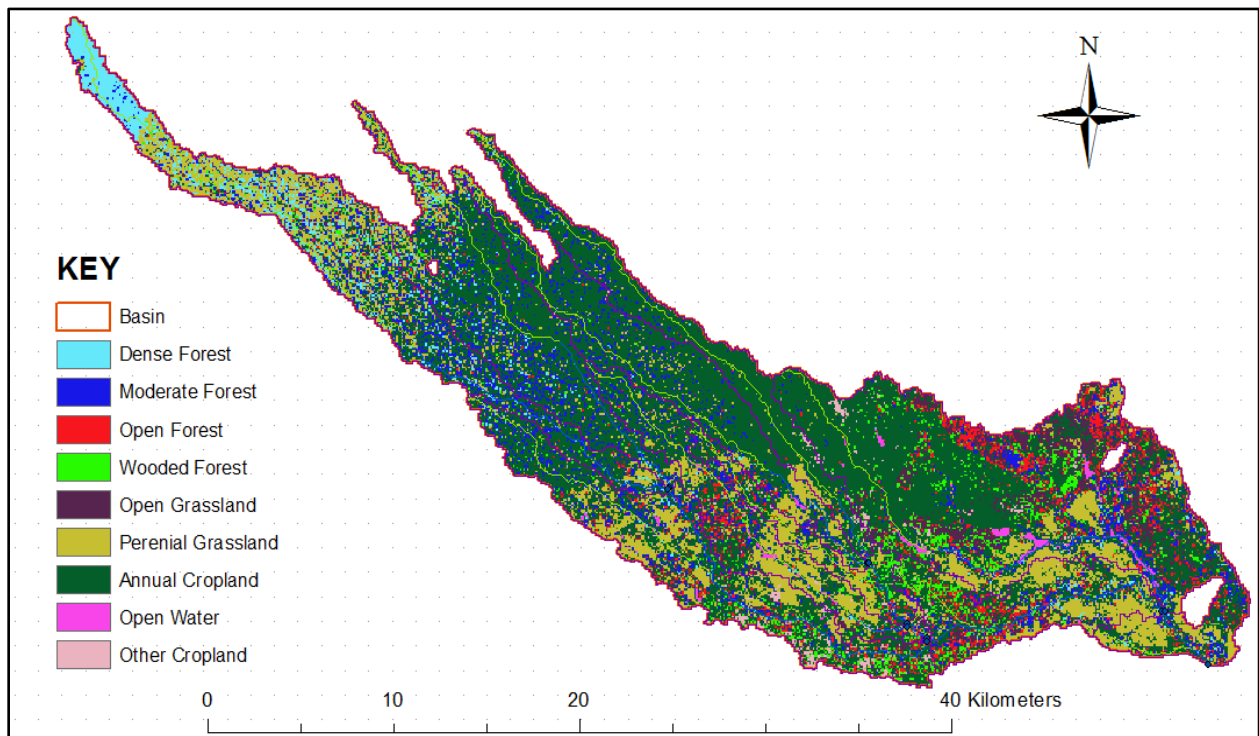 N
KEY
Basin
Dense Forest
Moderate Forest
Open Forest
Wooded Forest
Open Grassland
Perenial Grassland
Annual Cropland
Open Water
Other Cropland
0 10 20 40 Kilometers